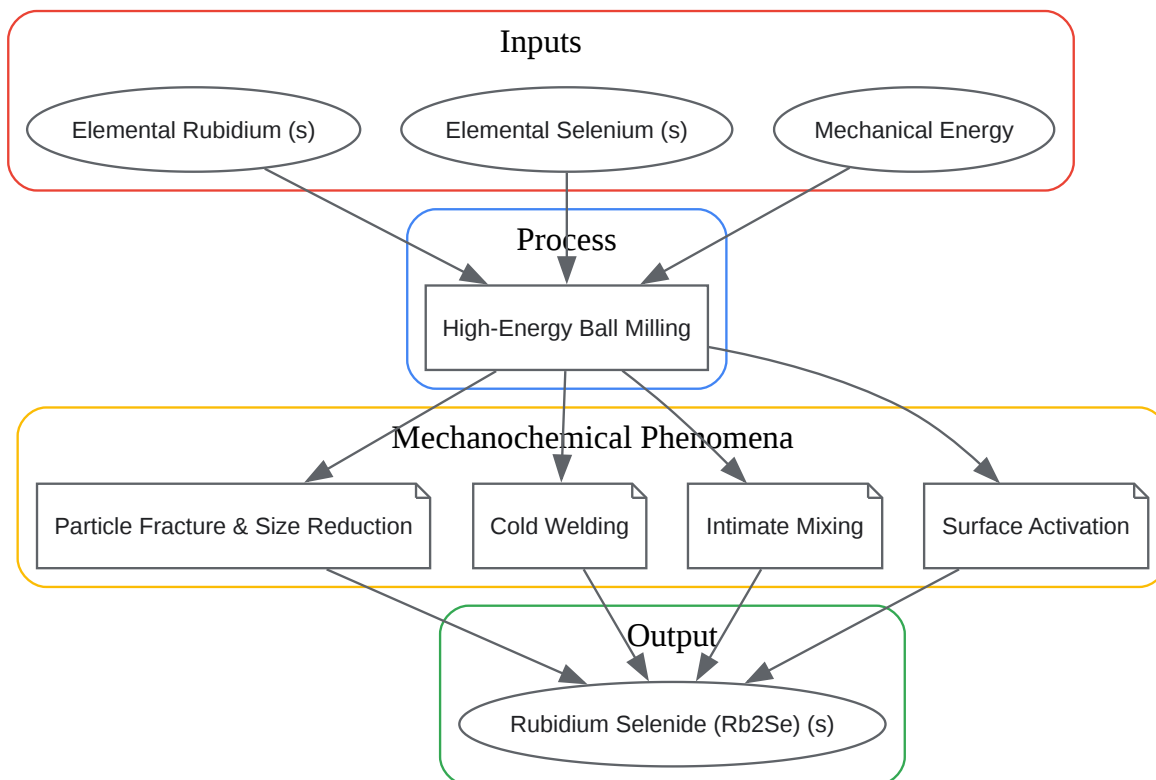 Inputs
Elemental Rubidium (s)
Elemental Selenium (s)
Mechanical Energy
Process
High-Energy Ball Milling
Mechanochemical Phenomena
Particle Fracture & Size Reduction
Cold Welding
Intimate Mixing
Surface Activation
Output
Rubidium Selenide (Rb2Se) (s)